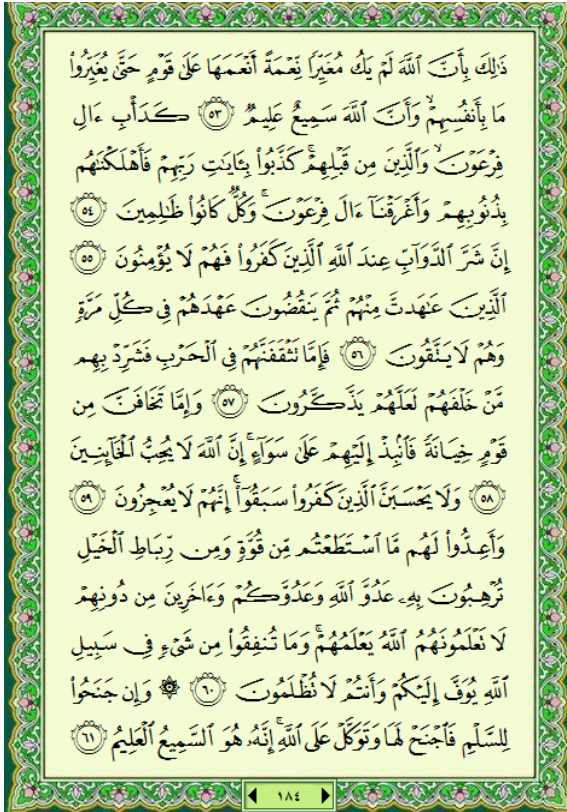 ذَٰلِكَ بِأَنَّ ٱللَّهَ لَمْ يَكُ مُغَيِّرًا نِّعْمَةً أَنْعَمَهَا عَلَىٰ قَوْمٍ حَتَّىٰ يُغَيِّرُوا۟
مَا بِأَنفُسِهِمْ ۙ وَأَنَّ ٱللَّهَ سَمِيعٌ عَلِيمٌ ﴿٥٣﴾ كَدَأْبِ ءَالِ
فِرْعَوْنَ ۙ وَٱلَّذِينَ مِن قَبْلِهِمْ ۚ كَذَّبُوا۟ بِـَٔايَـٰتِ رَبِّهِمْ فَأَهْلَكْنَـٰهُم
بِذُنُوبِهِمْ وَأَغْرَقْنَآ ءَالَ فِرْعَوْنَ ۚ وَكُلٌّ كَانُوا۟ ظَـٰلِمِينَ ﴿٥٤﴾
إِنَّ شَرَّ ٱلدَّوَآبِّ عِندَ ٱللَّهِ ٱلَّذِينَ كَفَرُوا۟ فَهُمْ لَا يُؤْمِنُونَ ﴿٥٥﴾
ٱلَّذِينَ عَـٰهَدتَّ مِنْهُمْ ثُمَّ يَنقُضُونَ عَهْدَهُمْ فِى كُلِّ مَرَّةٍ
وَهُمْ لَا يَتَّقُونَ ﴿٥٦﴾ فَإِمَّا تَثْقَفَنَّهُمْ فِى ٱلْحَرْبِ فَشَرِّدْ بِهِم
مَّنْ خَلْفَهُمْ لَعَلَّهُمْ يَذَّكَّرُونَ ﴿٥٧﴾ وَإِمَّا تَخَافَنَّ مِن
قَوْمٍ خِيَانَةً فَٱنۢبِذْ إِلَيْهِمْ عَلَىٰ سَوَآءٍ ۚ إِنَّ ٱللَّهَ لَا يُحِبُّ ٱلْخَآئِنِينَ
﴿٥٨﴾ وَلَا يَحْسَبَنَّ ٱلَّذِينَ كَفَرُوا۟ سَبَقُوٓا۟ ۚ إِنَّهُمْ لَا يُعْجِزُونَ ﴿٥٩﴾
وَأَعِدُّوا۟ لَهُم مَّا ٱسْتَطَعْتُم مِّن قُوَّةٍ وَمِن رِّبَاطِ ٱلْخَيْلِ
تُرْهِبُونَ بِهِۦ عَدُوَّ ٱللَّهِ وَعَدُوَّكُمْ وَءَاخَرِينَ مِن دُونِهِمْ
لَا تَعْلَمُونَهُمُ ٱللَّهُ يَعْلَمُهُمْ ۚ وَمَا تُنفِقُوا۟ مِن شَىْءٍ فِى سَبِيلِ
ٱللَّهِ يُوَفَّ إِلَيْكُمْ وَأَنتُمْ لَا تُظْلَمُونَ ﴿٦٠﴾ ۞ وَإِن جَنَحُوا۟
لِلسَّلْمِ فَٱجْنَحْ لَهَا وَتَوَكَّلْ عَلَى ٱللَّهِ ۚ إِنَّهُۥ هُوَ ٱلسَّمِيعُ ٱلْعَلِيمُ ﴿٦١﴾
١٨٤